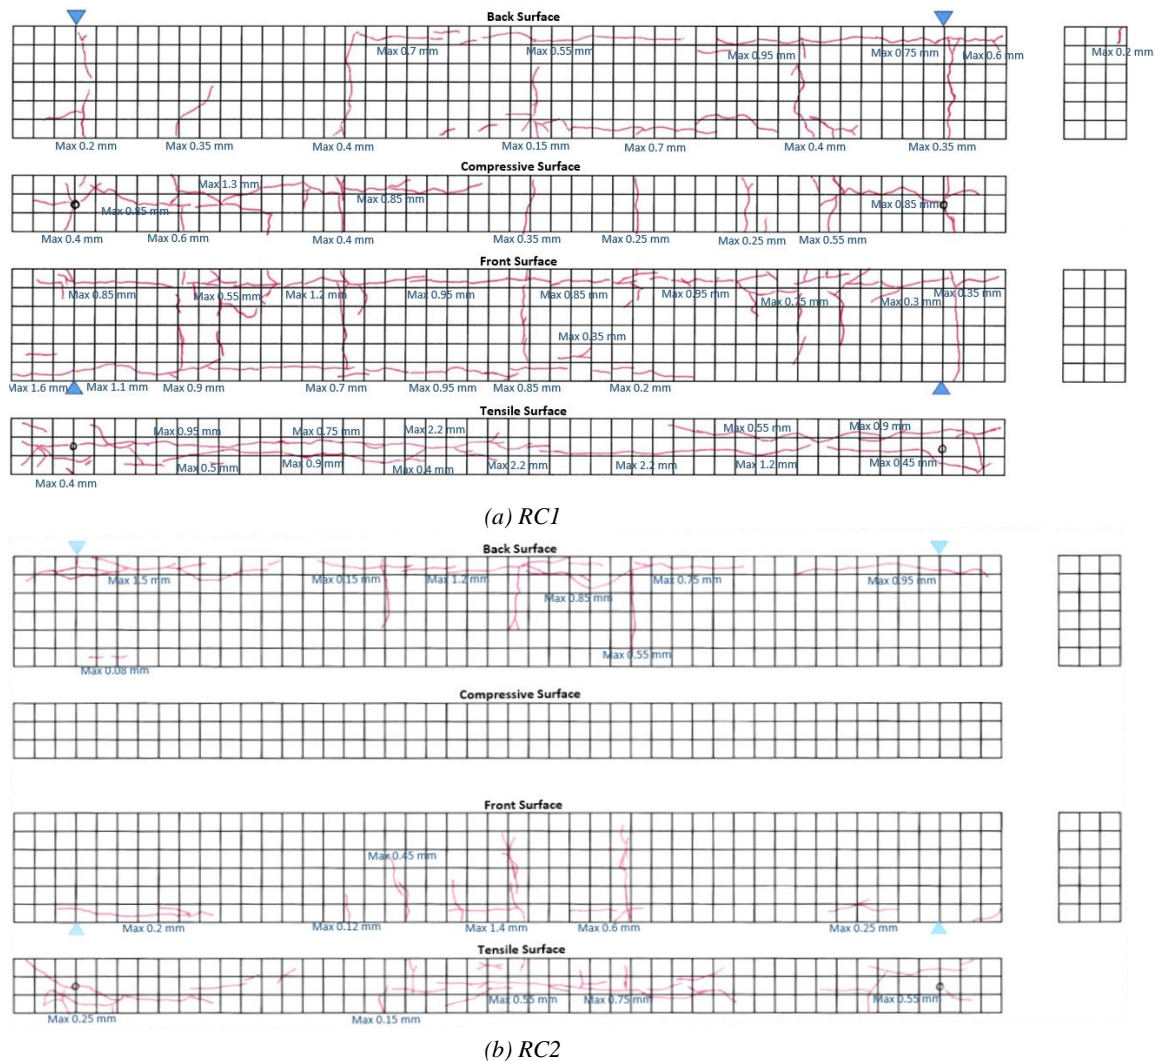 Back Surface
Max 0.7 mm Max 0.55 mm Max 0.95 mm Max 0.75 mm Max 0.6 mm Max 0.2 mm
Max 0.2 mm Max 0.35 mm Max 0.4 mm Max 0.15 mm Max 0.7 mm Max 0.4 mm Max 0.35 mm
Compressive Surface
Max 1.3 mm
Max 0.85 mm
Max 0.85 mm Max 0.85 mm
Max 0.4 mm Max 0.6 mm Max 0.4 mm Max 0.35 mm Max 0.25 mm Max 0.25 mm Max 0.55 mm
Front Surface
Max 0.85 mm Max 0.55 mm Max 1.2 mm Max 0.95 mm Max 0.85 mm Max 0.95 mm Max 0.35 mm
Max 0.75 mm Max 0.3 mm
Max 0.35 mm
Max 1.6 mm Max 1.1 mm Max 0.9 mm Max 0.7 mm Max 0.95 mm Max 0.85 mm Max 0.2 mm
Tensile Surface
Max 0.95 mm Max 0.75 mm Max 2.2 mm Max 0.55 mm Max 0.9 mm
Max 0.5 mm Max 0.9 mm Max 0.4 mm Max 2.2 mm Max 2.2 mm Max 1.2 mm Max 0.45 mm
Max 0.4 mm
(a) RC1
Back Surface
Max 1.5 mm Max 0.15 mm Max 1.2 mm Max 0.75 mm Max 0.95 mm
Max 0.85 mm
Max 0.55 mm
Max 0.08 mm
Compressive Surface
Front Surface
Max 0.45 mm
Max 0.2 mm Max 0.12 mm Max 1.4 mm Max 0.6 mm Max 0.25 mm
Tensile Surface
Max 0.55 mm Max 0.75 mm Max 0.55 mm
Max 0.25 mm Max 0.15 mm
(b) RC2